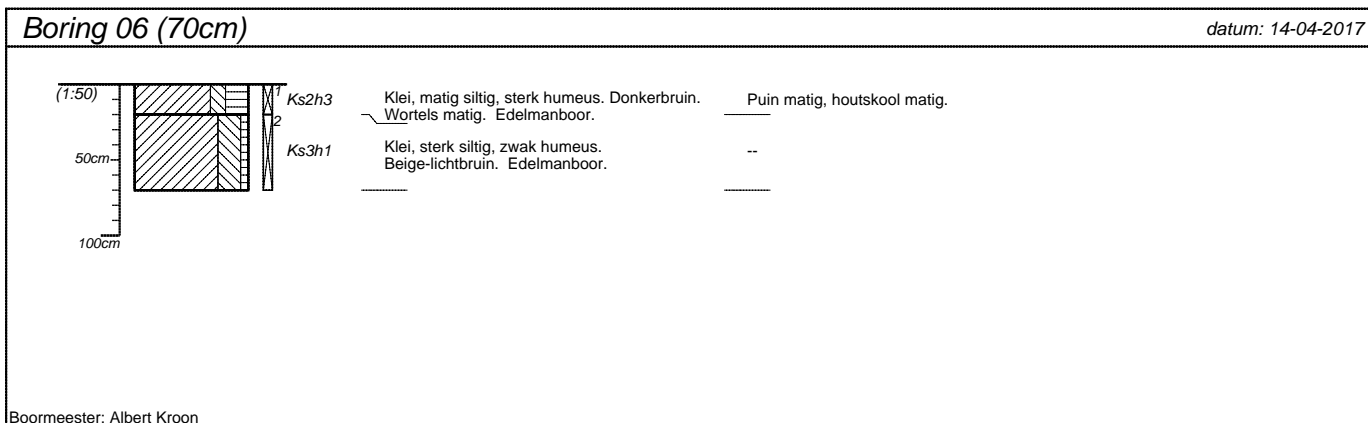 Boring 06 (70cm)
datum: 14-04-2017
(1:50)
1
Ks2h3
Klei, matig siltig, sterk humeus. Donkerbruin.
Wortels matig. Edelmanboor.
Puin matig, houtskool matig.
2
Ks3h1
Klei, sterk siltig, zwak humeus.
Beige-lichtbruin. Edelmanboor.
--
50cm
100cm
Boormeester: Albert Kroon